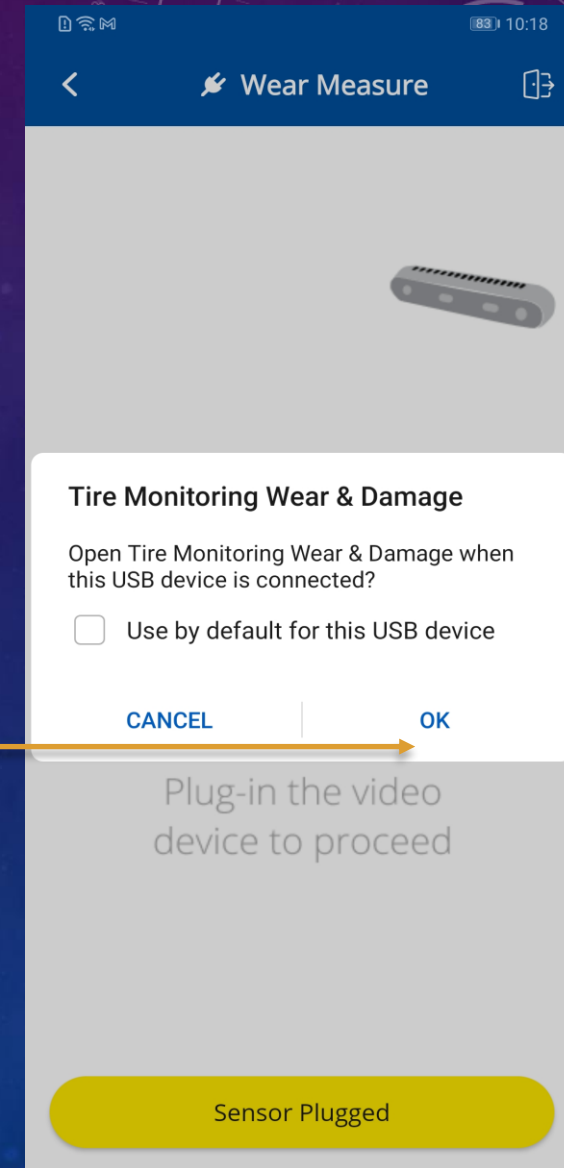 83 10:18
Wear Measure
Tire Monitoring Wear & Damage
Open Tire Monitoring Wear & Damage when
this USB device is connected?
Use by default for this USB device
CANCEL OK
Plug-in the video
device to proceed
Sensor Plugged